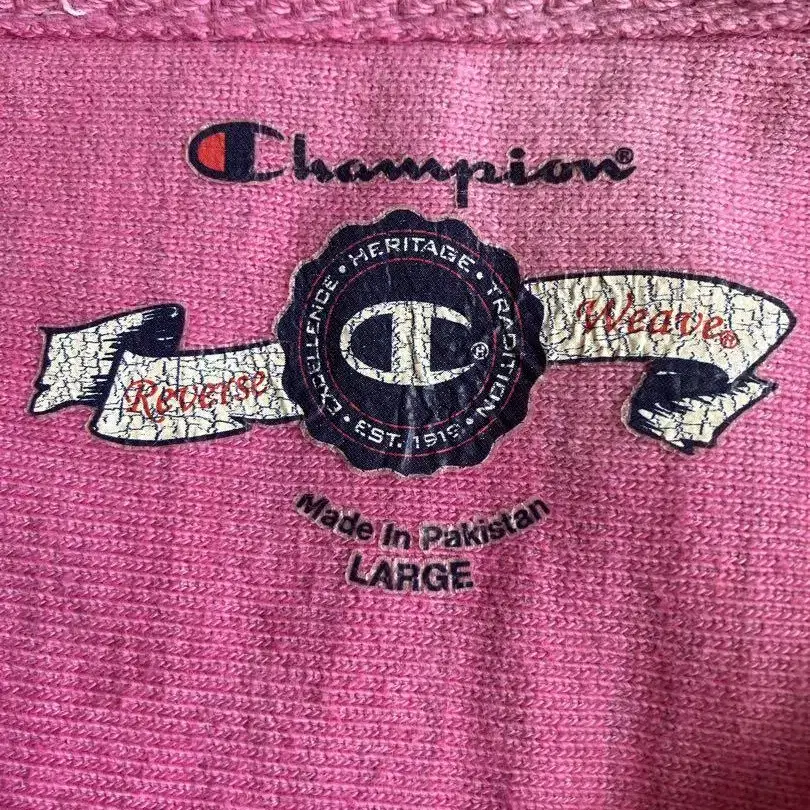 Champion®
EXCELLENCE • HERITAGE • TRADITION
• EST. 1919 •
C®
Reverse Weave®
Made In Pakistan
LARGE